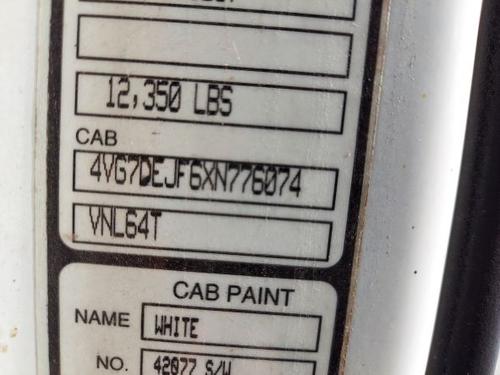 12,350 LBS
CAB
4VG7DEJF6XN776074
VNL64T
CAB PAINT
NAME WHITE
NO. 42077 S/W